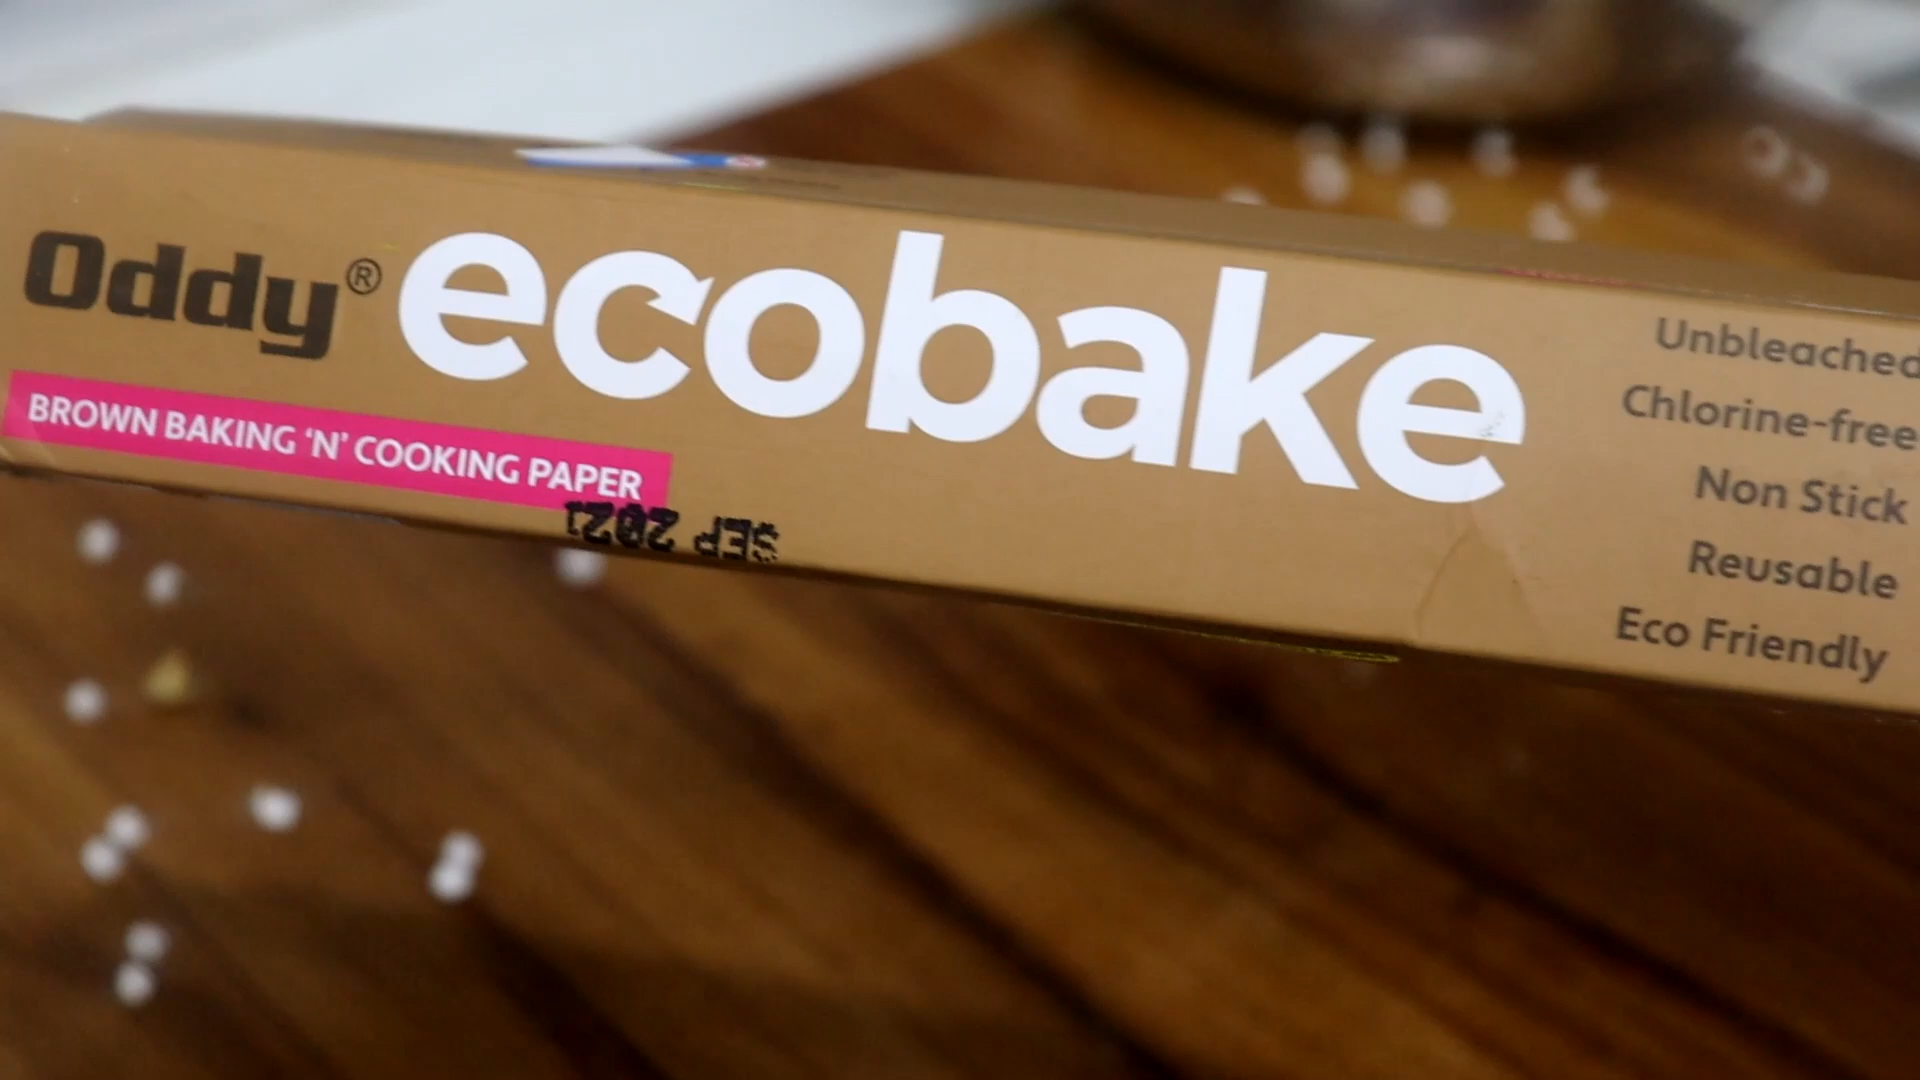 Oddy® ecobake
BROWN BAKING ‘N’ COOKING PAPER
SEP 2021
Unbleached
Chlorine-free
Non Stick
Reusable
Eco Friendly